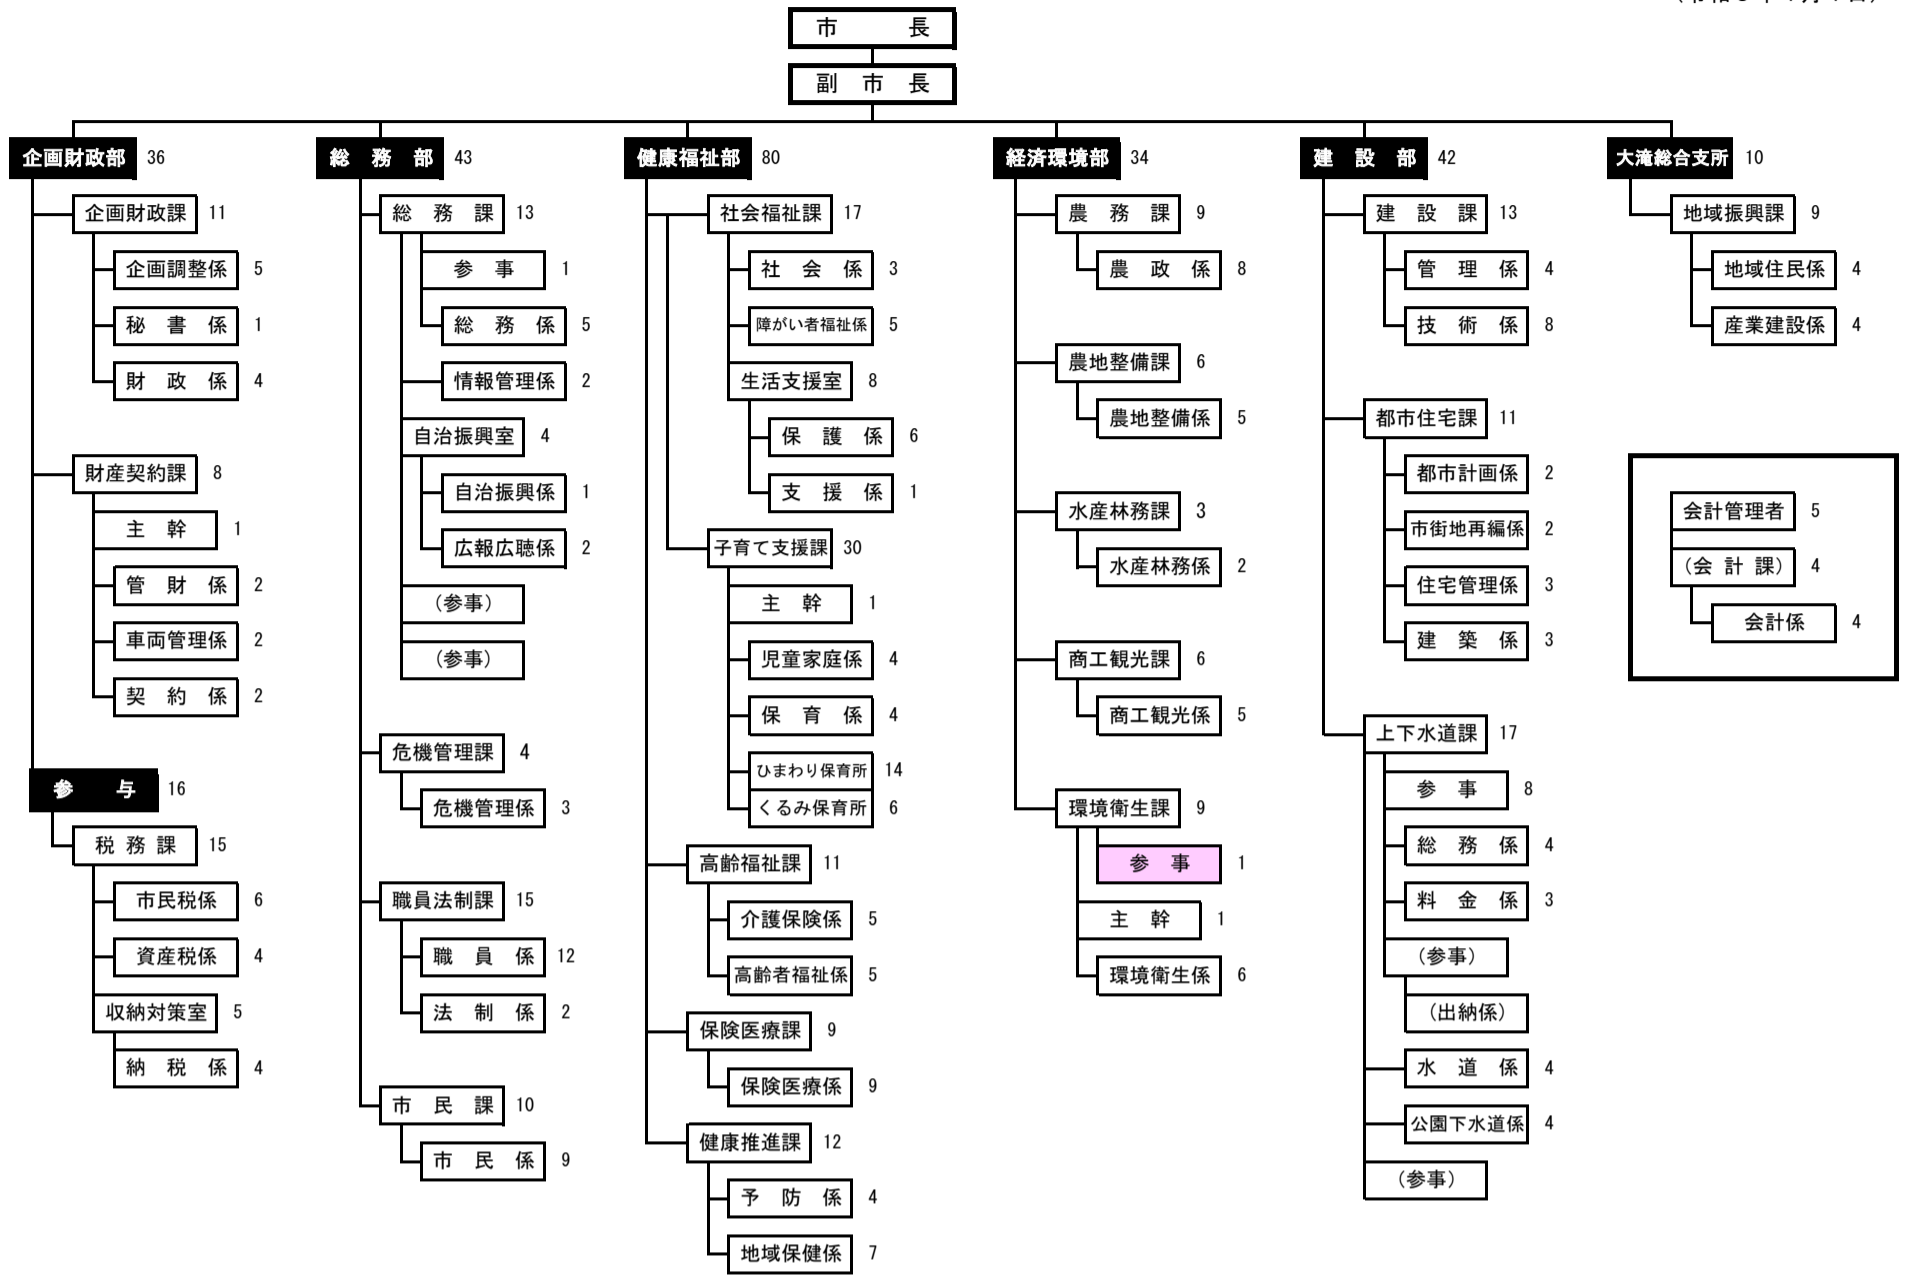 市長
副市長
企画財政部 36
企画財政課 11
企画調整係 5
秘書係 1
財政係 4
財産契約課 8
主幹 1
管財係 2
車両管理係 2
契約係 2
参与 16
税務課 15
市民税係 6
資産税係 4
収納対策室 5
納税係 4
総務部 43
総務課 13
参事 1
総務係 5
情報管理係 2
自治振興室 4
自治振興係 1
広報広聴係 2
(参事)
(参事)
危機管理課 4
危機管理係 3
職員法制課 15
職員係 12
法制係 2
市民課 10
市民係 9
健康福祉部 80
社会福祉課 17
社会係 3
障がい者福祉係 5
生活支援室 8
保護係 6
支援係 1
子育て支援課 30
主幹 1
児童家庭係 4
保育係 4
ひまわり保育所 14
くるみ保育所 6
高齢福祉課 11
介護保険係 5
高齢者福祉係 5
保険医療課 9
保険医療係 9
健康推進課 12
予防係 4
地域保健係 7
経済環境部 34
農務課 9
農政係 8
農地整備課 6
農地整備係 5
水産林務課 3
水産林務係 2
商工観光課 6
商工観光係 5
環境衛生課 9
参事 1
主幹 1
環境衛生係 6
建設部 42
建設課 13
管理係 4
技術係 8
都市住宅課 11
都市計画係 2
市街地再編係 2
住宅管理係 3
建築係 3
上下水道課 17
参事 8
総務係 4
料金係 3
(参事)
(出納係)
水道係 4
公園下水道係 4
(参事)
大滝総合支所 10
地域振興課 9
地域住民係 4
産業建設係 4
会計管理者 5
(会計課) 4
会計係 4